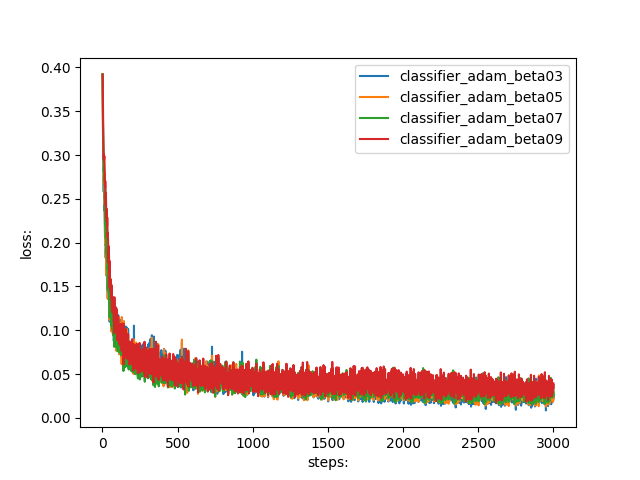 0.40
0.35
0.30
0.25
0.20
0.15
0.10
0.05
0.00
loss:
classifier_adam_beta03
classifier_adam_beta05
classifier_adam_beta07
classifier_adam_beta09
0 500 1000 1500 2000 2500 3000
steps: